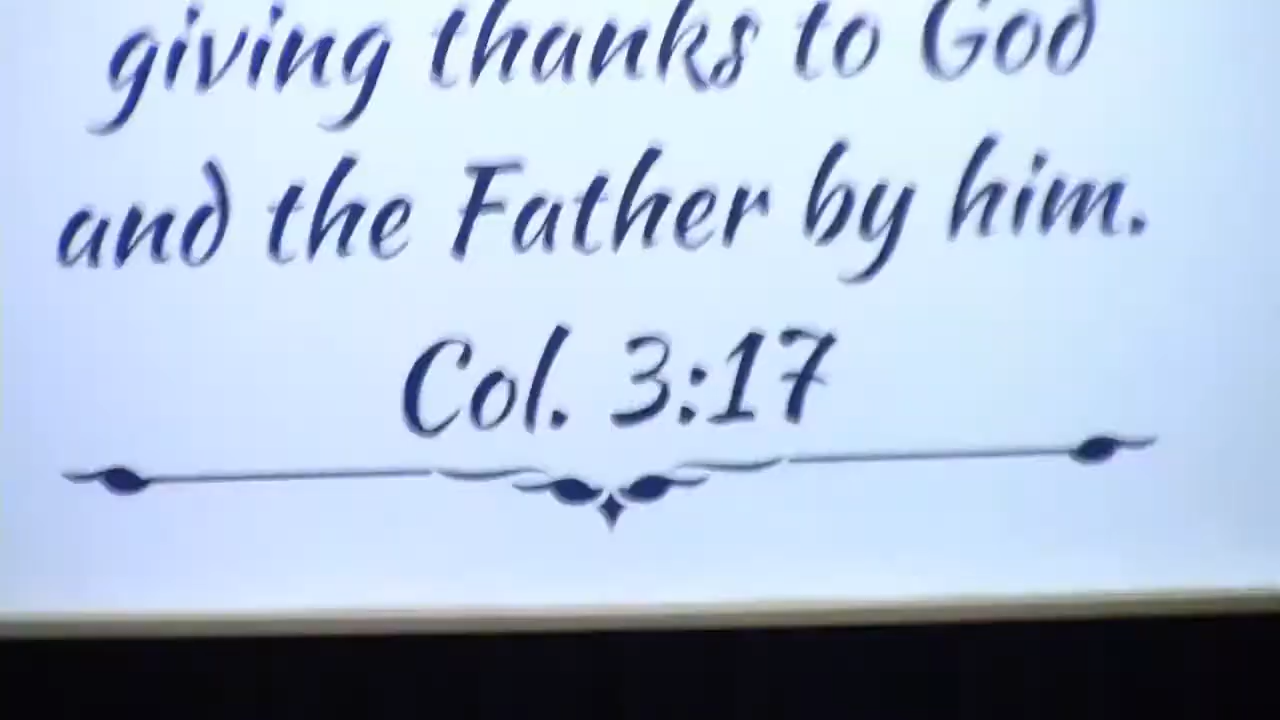 giving thanks to God
and the Father by him.
Col. 3:17